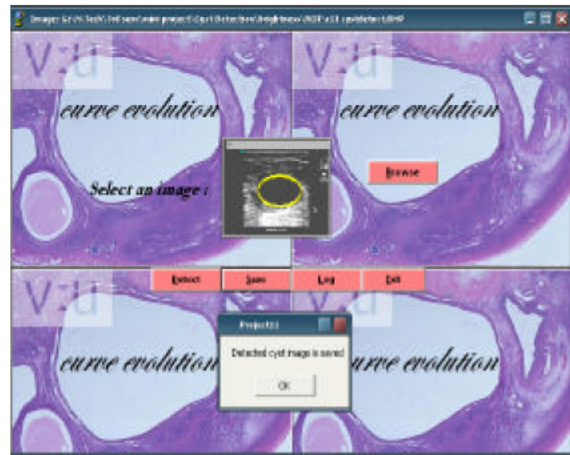 V:U
V:U
curve evolution
curve evolution
Select an image :
Browse
Detect
Save
Log
Exit
V:U
V:U
Project1
Detected cyst image is saved
OK
curve evolution
urve evolution